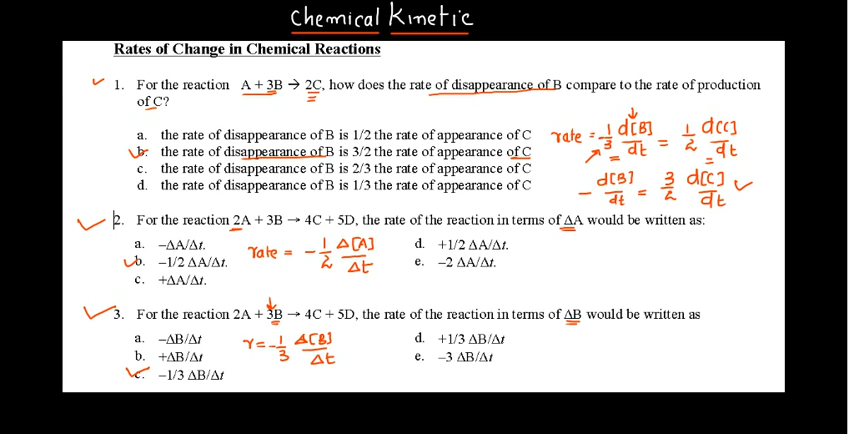 Chemical Kinetic
Rates of Change in Chemical Reactions
1. For the reaction A + 3B → 2C, how does the rate of disappearance of B compare to the rate of production
of C?
a. the rate of disappearance of B is 1/2 the rate of appearance of C
b. the rate of disappearance of B is 3/2 the rate of appearance of C
c. the rate of disappearance of B is 2/3 the rate of appearance of C
d. the rate of disappearance of B is 1/3 the rate of appearance of C
rate = -1/3 d[B]/dt = 1/2 d[C]/dt
- d[B]/dt = 3/2 d[C]/dt
2. For the reaction 2A + 3B → 4C + 5D, the rate of the reaction in terms of ΔA would be written as:
a. −ΔA/Δt.
b. −1/2 ΔA/Δt.
c. +ΔA/Δt.
rate = -1/2 Δ[A]/Δt
d. +1/2 ΔA/Δt.
e. −2 ΔA/Δt.
3. For the reaction 2A + 3B → 4C + 5D, the rate of the reaction in terms of ΔB would be written as
a. −ΔB/Δt
b. +ΔB/Δt
c. −1/3 ΔB/Δt
r = -1/3 Δ[B]/Δt
d. +1/3 ΔB/Δt
e. −3 ΔB/Δt